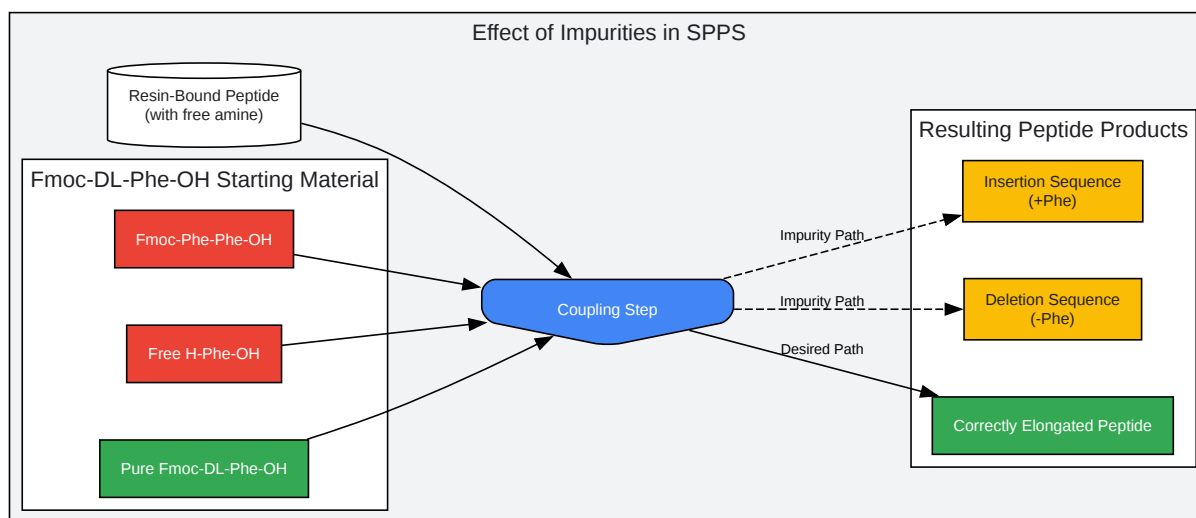 Effect of Impurities in SPPS
Resin-Bound Peptide
(with free amine)
Fmoc-DL-Phe-OH Starting Material
Fmoc-Phe-Phe-OH
Free H-Phe-OH
Pure Fmoc-DL-Phe-OH
Coupling Step
Impurity Path
Impurity Path
Desired Path
Resulting Peptide Products
Insertion Sequence
(+Phe)
Deletion Sequence
(-Phe)
Correctly Elongated Peptide